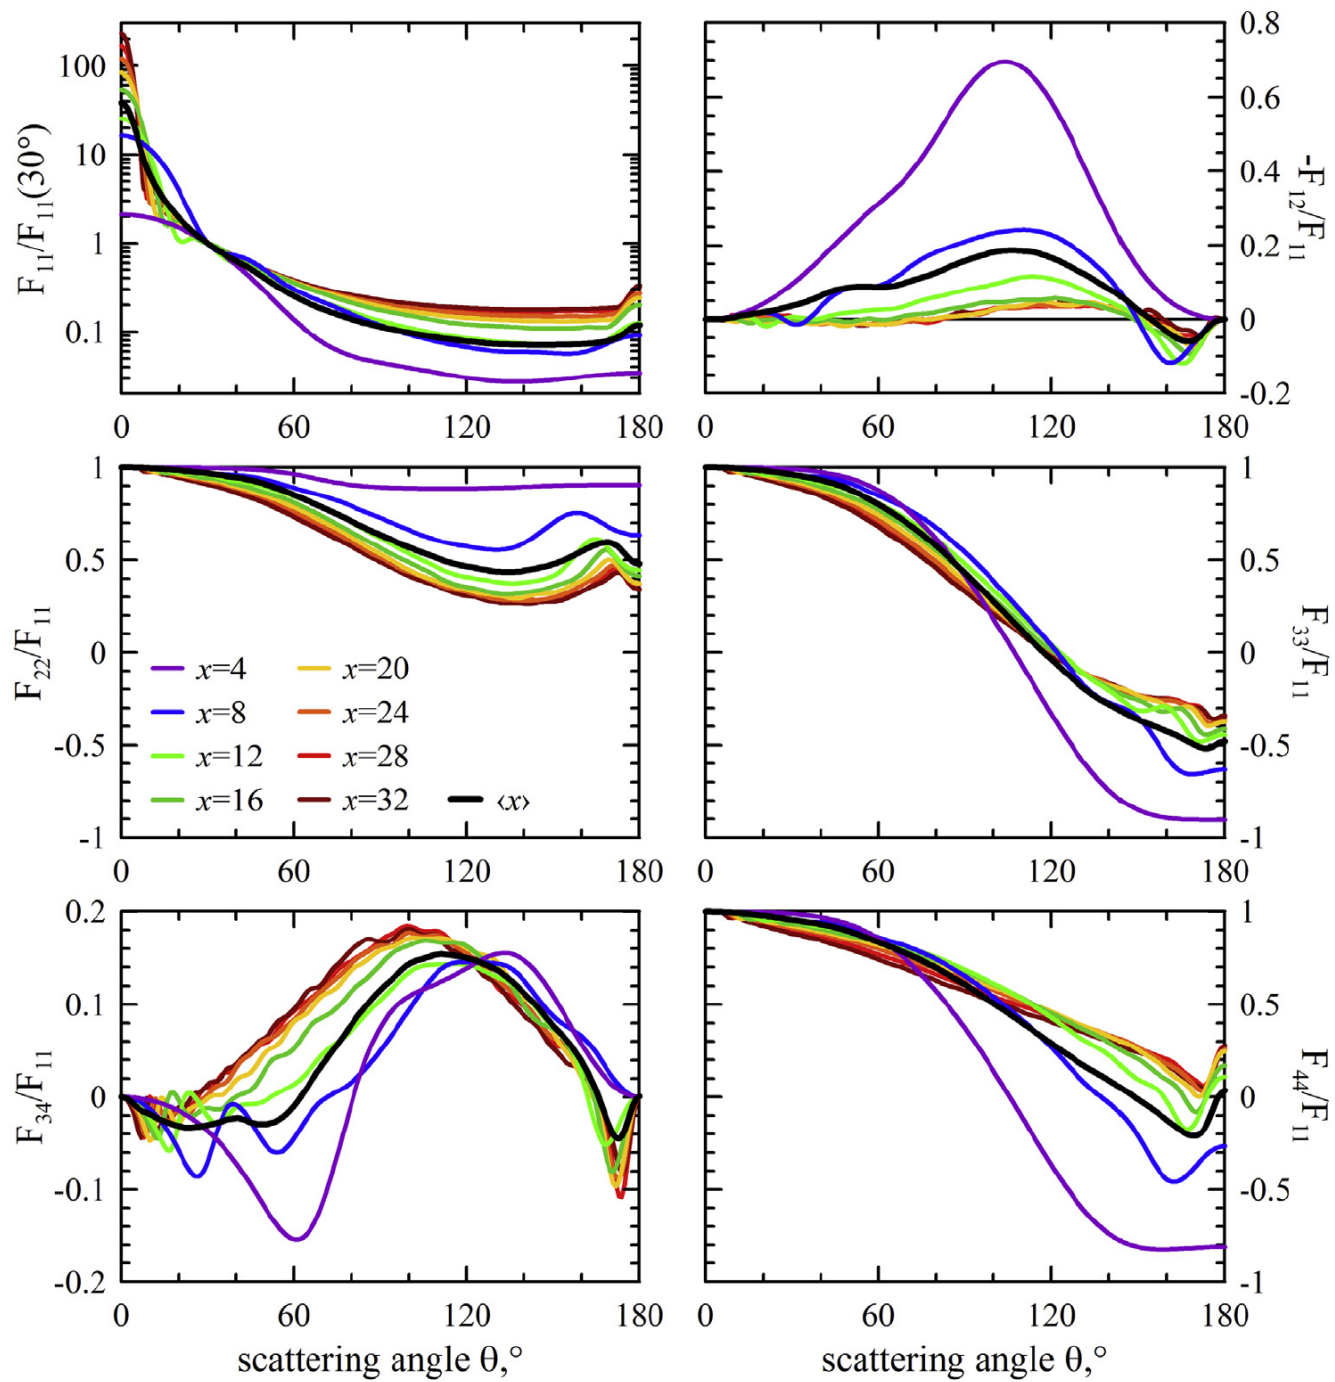 F11/F11(30°)
100
10
1
0.1
0 60 120 180
0.8
0.6
0.4
0.2
0
-0.2
-F12/F11
0 60 120 180
F22/F11
1
0.5
0
-0.5
-1
x=4 x=20
x=8 x=24
x=12 x=28
x=16 x=32 ‹x›
0 60 120 180
1
0.5
0
-0.5
-1
F33/F11
0 60 120 180
F34/F11
0.2
0.1
0
-0.1
-0.2
0 60 120 180
scattering angle θ,°
1
0.5
0
-0.5
-1
F44/F11
0 60 120 180
scattering angle θ,°